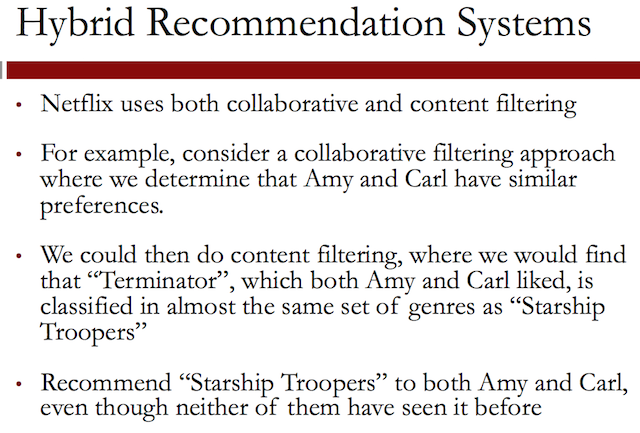 Hybrid Recommendation Systems
• Netflix uses both collaborative and content filtering
• For example, consider a collaborative filtering approach
where we determine that Amy and Carl have similar
preferences.
• We could then do content filtering, where we would find
that “Terminator”, which both Amy and Carl liked, is
classified in almost the same set of genres as “Starship
Troopers”
• Recommend “Starship Troopers” to both Amy and Carl,
even though neither of them have seen it before